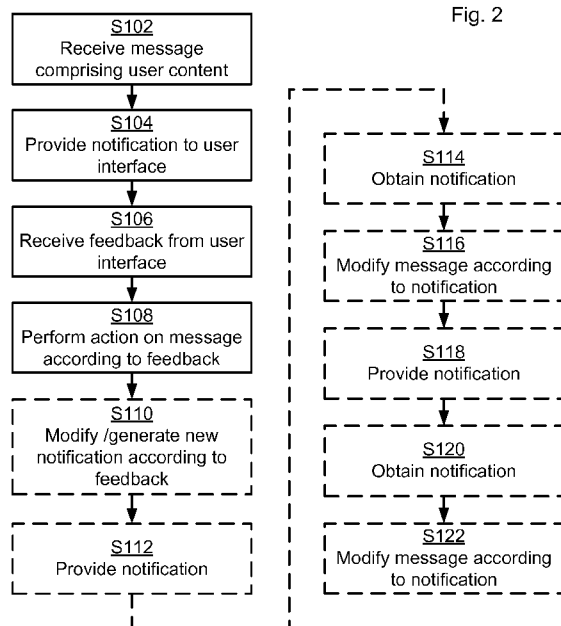 Fig. 2
S102
Receive message
comprising user content
S104
Provide notification to user
interface
S106
Receive feedback from user
interface
S108
Perform action on message
according to feedback
S110
Modify /generate new
notification according to
feedback
S112
Provide notification
S114
Obtain notification
S116
Modify message according
to notification
S118
Provide notification
S120
Obtain notification
S122
Modify message according
to notification